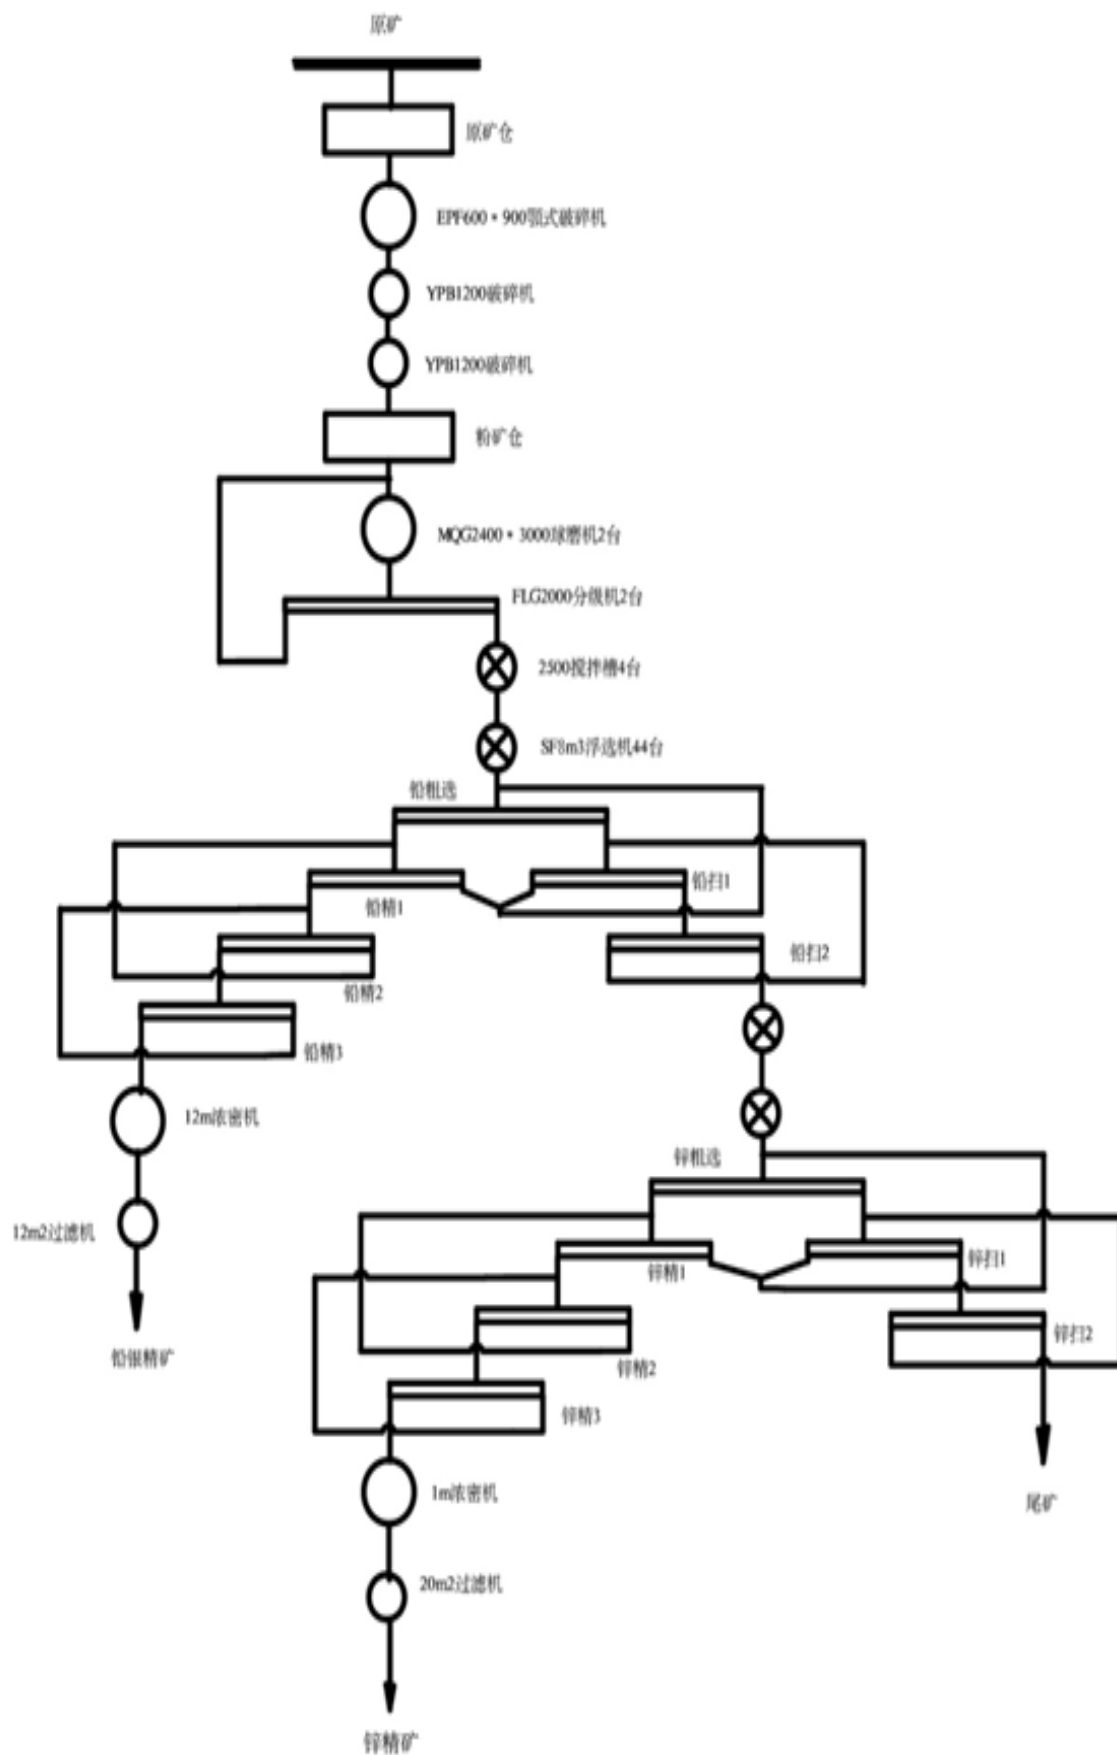 原矿
原矿仓
EPF600*900颚式破碎机
YPB1200破碎机
YPB1200破碎机
粉矿仓
MQG2400*3000球磨机2台
FLG2000分级机2台
2500搅拌槽4台
SF8m3浮选机44台
铅粗选
铅扫1
铅精1
铅扫2
铅精2
铅精3
12m浓密机
锌粗选
12m2过滤机
锌扫1
锌精1
锌扫2
铅银精矿
锌精2
锌精3
1m浓密机
尾矿
20m2过滤机
锌精矿